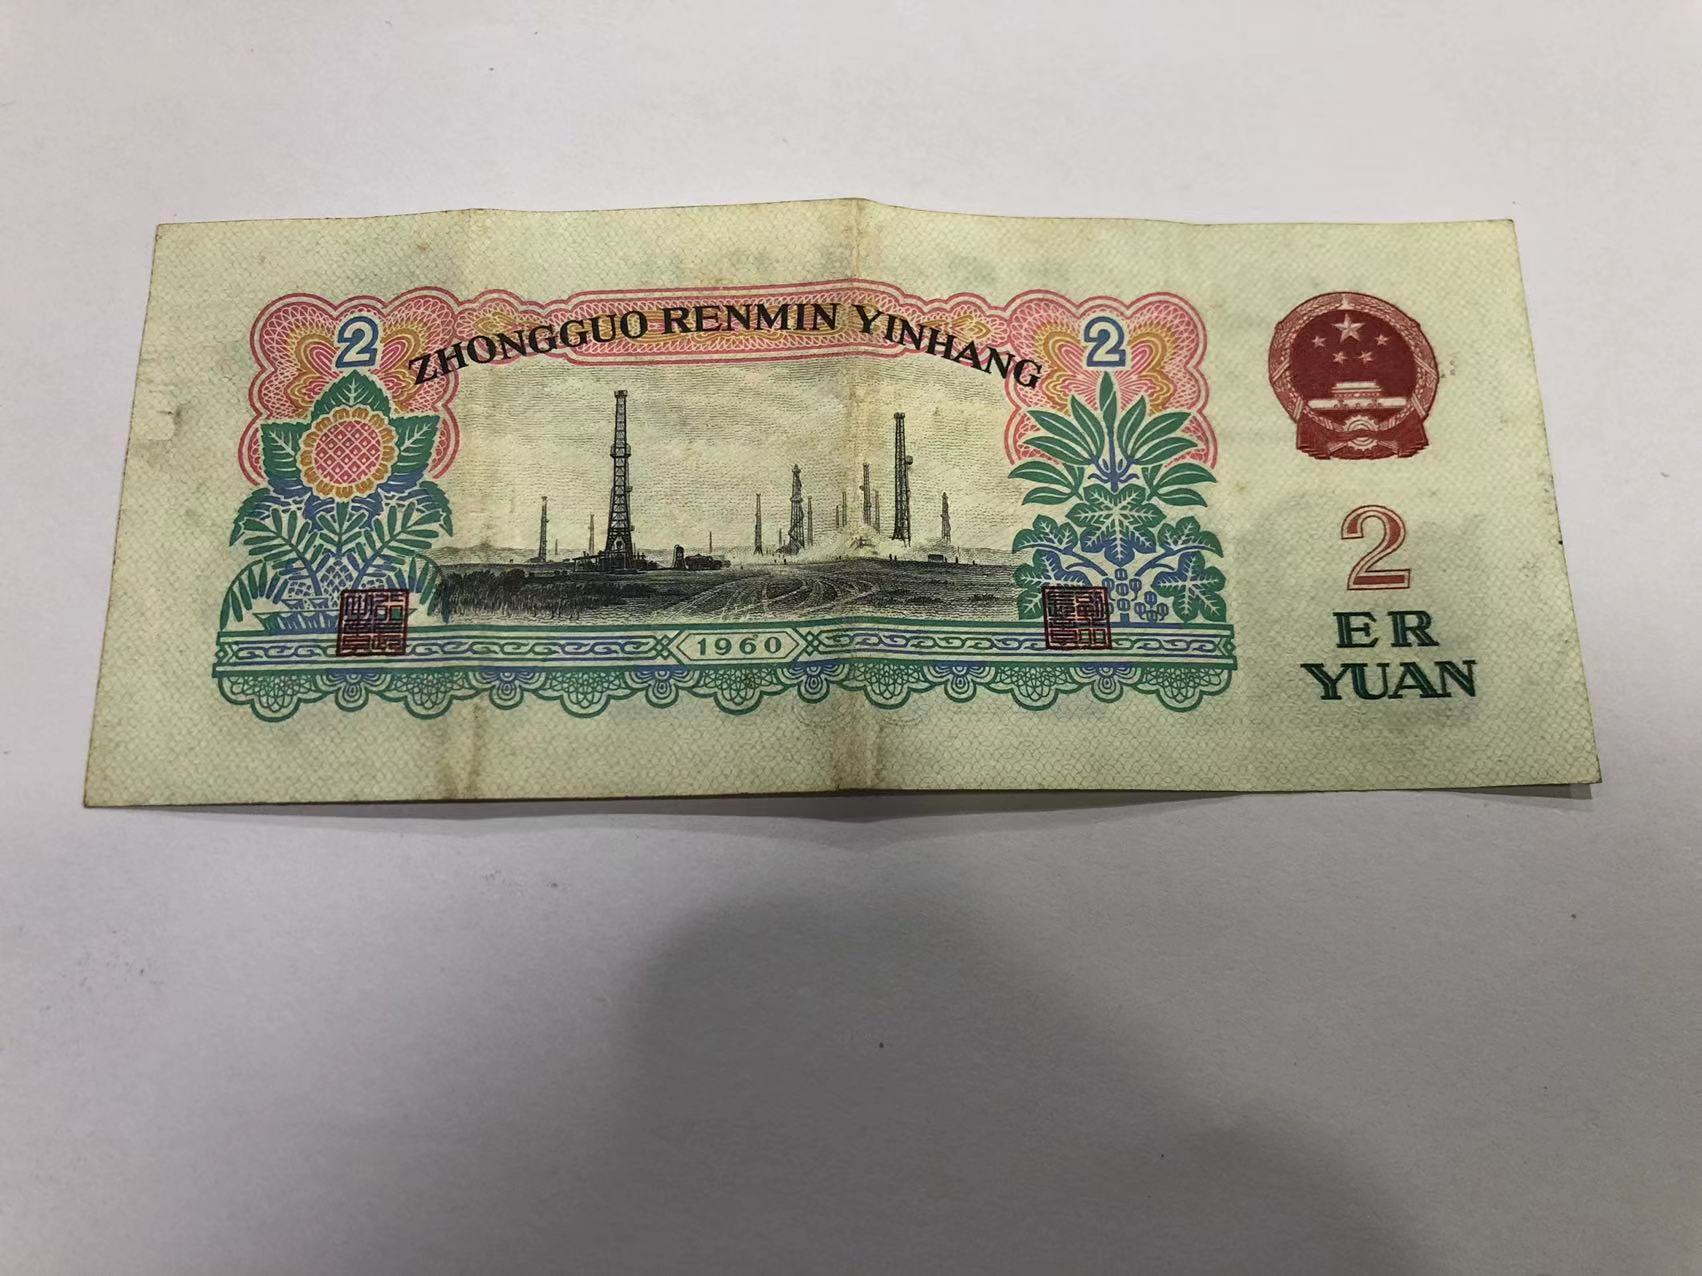 2
ZHONGGUO RENMIN YINHANG
2
2
ER
YUAN
1960